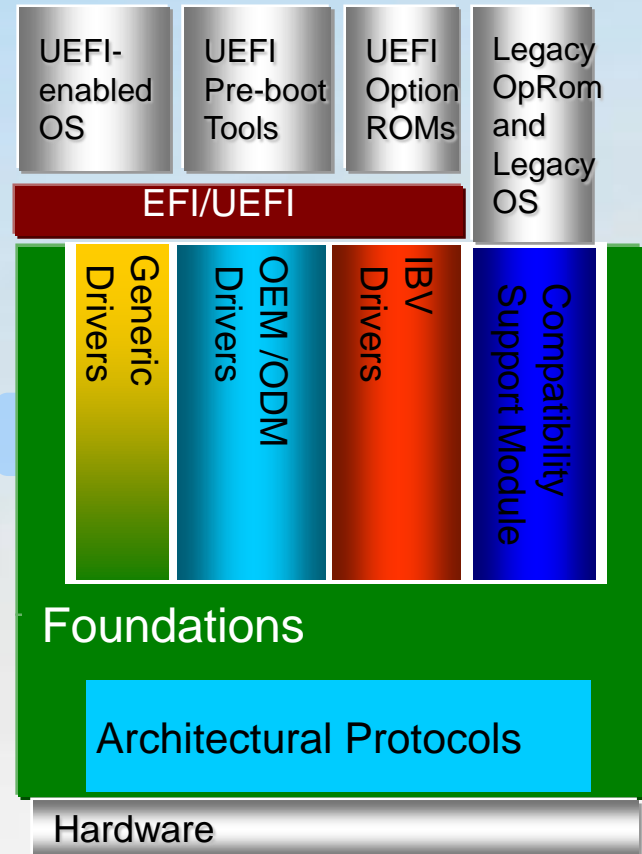 UEFI-
enabled
OS
UEFI
Pre-boot
Tools
UEFI
Option
ROMs
Legacy
OpRom
and
Legacy
OS
EFI/UEFI
Generic
Drivers
OEM /ODM
Drivers
IBV
Drivers
Compatibility
Support Module
Foundations
Architectural Protocols
Hardware